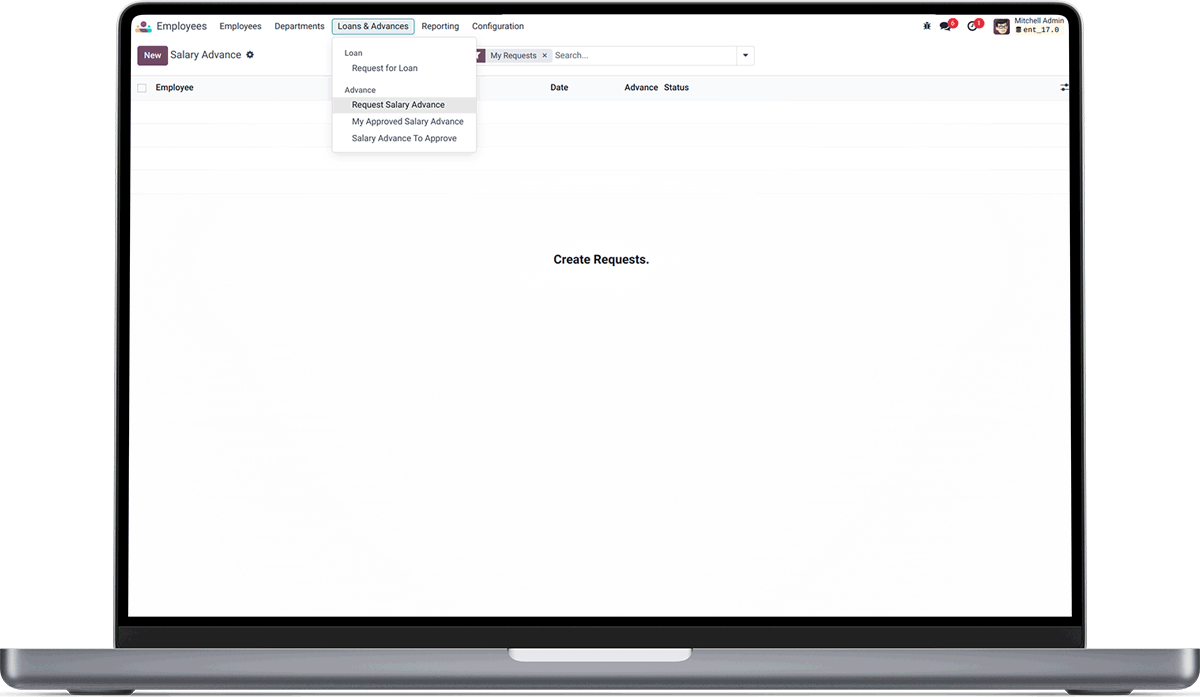 Employees Employees Departments Loans & Advances Reporting Configuration 6 1 Mitchell Admin
ent_17.0
New Salary Advance My Requests × Search...
Loan
Request for Loan
Employee Date Advance Status
Advance
Request Salary Advance
My Approved Salary Advance
Salary Advance To Approve
Create Requests.